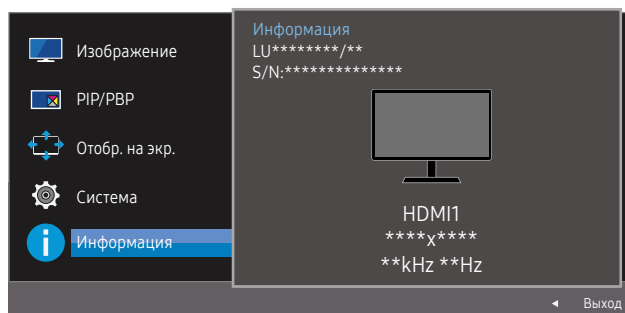 Изображение
PIP/PBP
Отобр. на экр.
Система
Информация
Информация
LU********/**
S/N:**************
HDMI1
****x****
**kHz **Hz
Выход